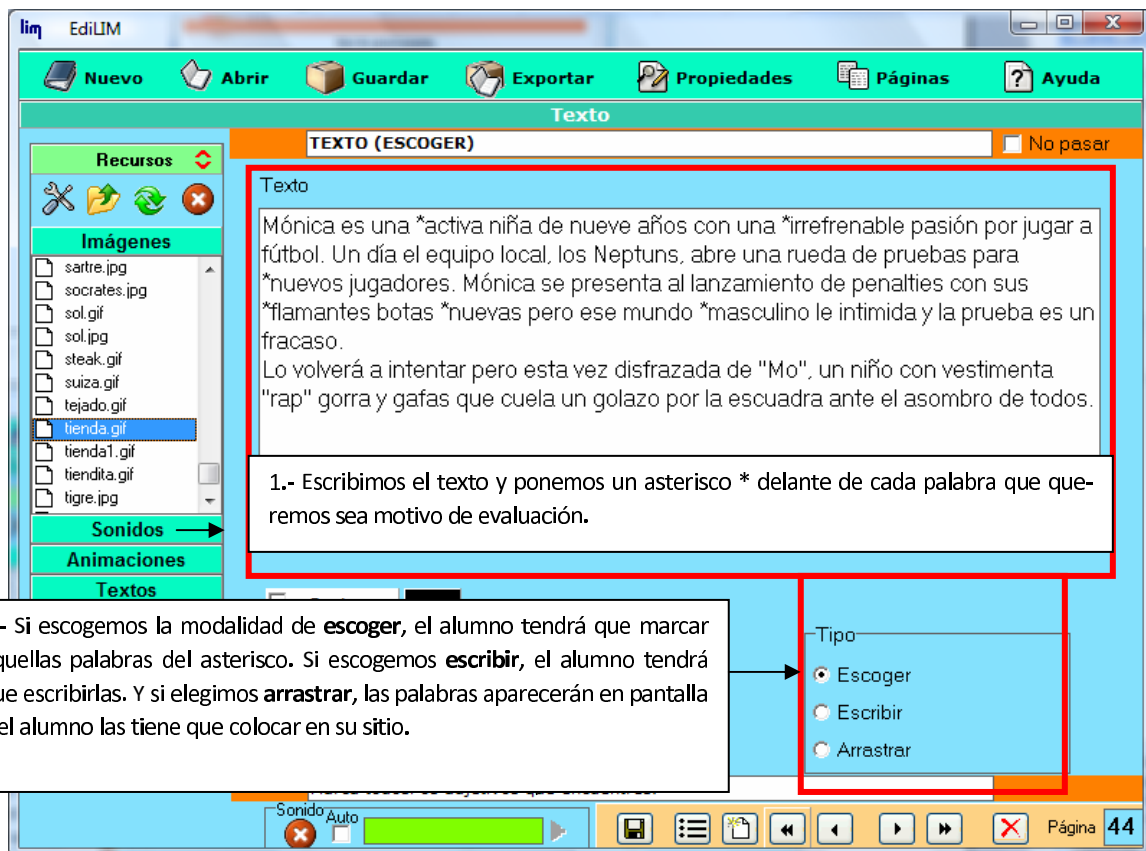 lim EdiLIM
Nuevo Abrir Guardar Exportar Propiedades Páginas Ayuda
Texto
TEXTO (ESCOGER)
No pasar
Recursos
Imágenes
sartre.jpg
socrates.jpg
sol.gif
sol.jpg
steak.gif
suiza.gif
tejado.gif
tienda.gif
tienda1.gif
tiendita.gif
tigre.jpg
Sonidos
Animaciones
Textos
Texto
Mónica es una *activa niña de nueve años con una *irrefrenable pasión por jugar a
fútbol. Un día el equipo local, los Neptuns, abre una rueda de pruebas para
*nuevos jugadores. Mónica se presenta al lanzamiento de penalties con sus
*flamantes botas *nuevas pero ese mundo *masculino le intimida y la prueba es un
fracaso.
Lo volverá a intentar pero esta vez disfrazada de "Mo", un niño con vestimenta
"rap" gorra y gafas que cuela un golazo por la escuadra ante el asombro de todos.
1.- Escribimos el texto y ponemos un asterisco * delante de cada palabra que que-
remos sea motivo de evaluación.
- Si escogemos la modalidad de escoger, el alumno tendrá que marcar
quellas palabras del asterisco. Si escogemos escribir, el alumno tendrá
ue escribirlas. Y si elegimos arrastrar, las palabras aparecerán en pantalla
el alumno las tiene que colocar en su sitio.
Tipo
Escoger
Escribir
Arrastrar
Sonido Auto
Página 44